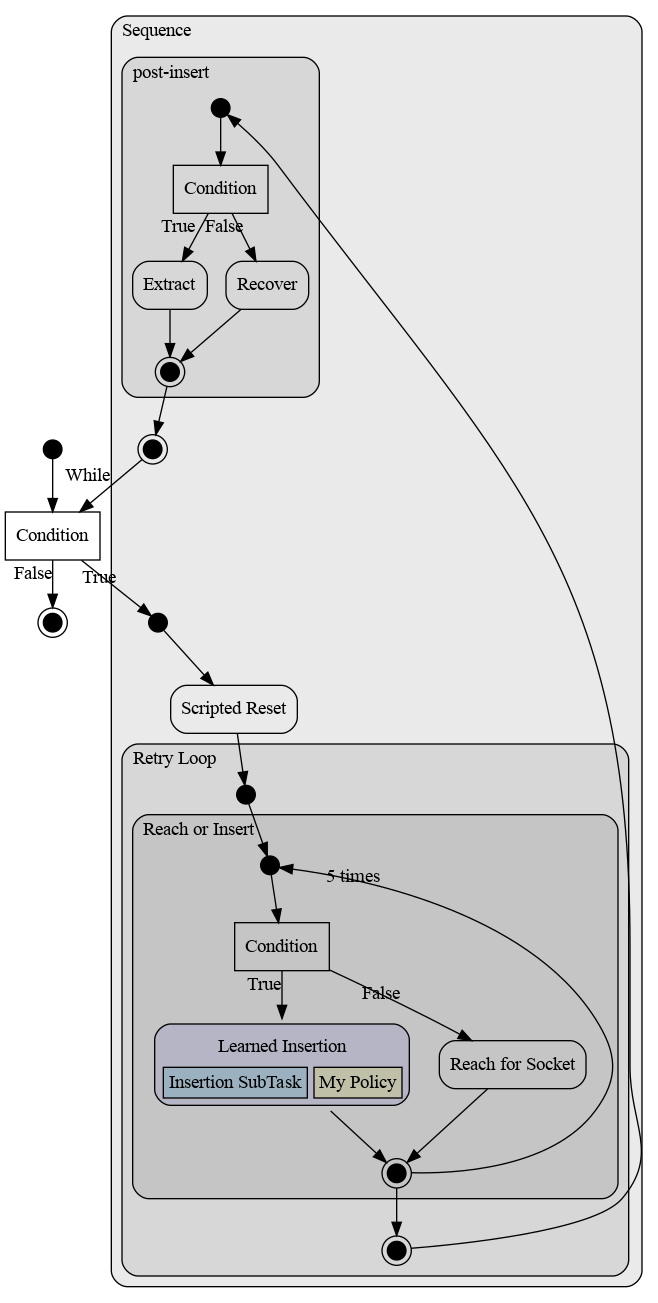 Sequence
post-insert
Condition
True
False
Extract
Recover
While
Condition
False
True
Scripted Reset
Retry Loop
Reach or Insert
5 times
Condition
True
False
Learned Insertion
Insertion SubTask
My Policy
Reach for Socket